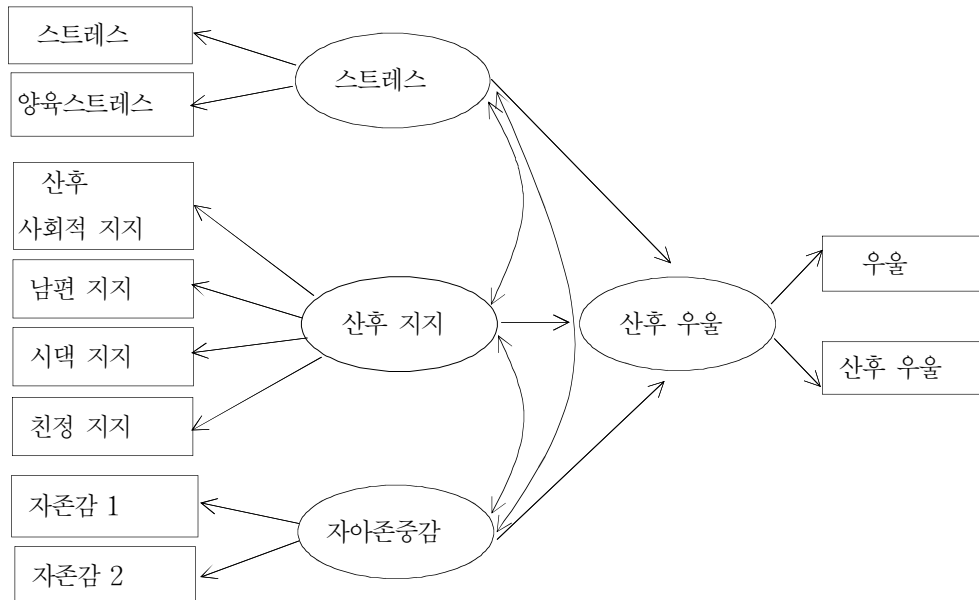 스트레스
양육스트레스
산후
사회적 지지
남편 지지
시댁 지지
친정 지지
자존감 1
자존감 2
스트레스
산후 지지
자아존중감
산후 우울
우울
산후 우울